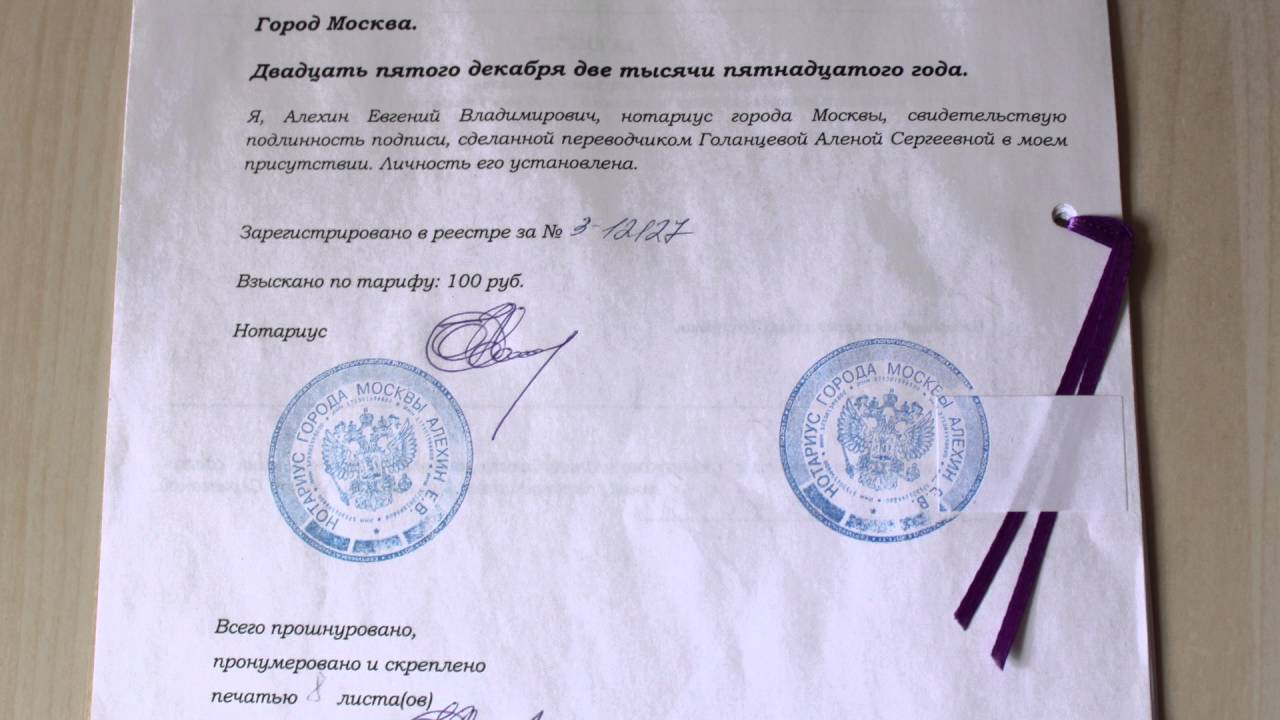 Город Москва.
Двадцать пятого декабря две тысячи пятнадцатого года.
Я, Алехин Евгений Владимирович, нотариус города Москвы, свидетельствую
подлинность подписи, сделанной переводчиком Голанцевой Аленой Сергеевной в моем
присутствии. Личность его установлена.
Зарегистрировано в реестре за № 3-12127
Взыскано по тарифу: 100 руб.
Нотариус
НОТАРИУС ГОРОДА МОСКВЫ АЛЕХИН Е.В.
НОТАРИУС ГОРОДА МОСКВЫ АЛЕХИН Е.В.
Всего прошнуровано,
пронумеровано и скреплено
печатью 8 листа(ов)